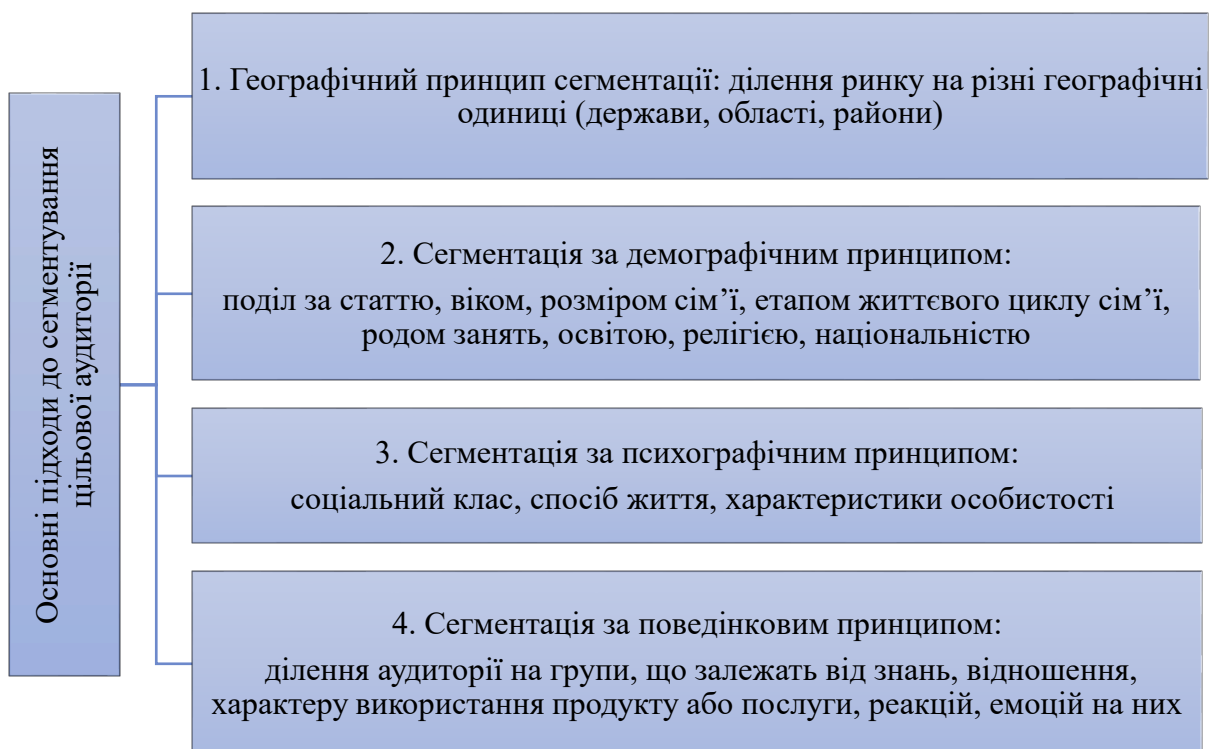 Основні підходи до сегментування
цільової аудиторії
1. Географічний принцип сегментації: ділення ринку на різні географічні
одиниці (держави, області, райони)
2. Сегментація за демографічним принципом:
поділ за статтю, віком, розміром сім’ї, етапом життєвого циклу сім’ї,
родом занять, освітою, релігією, національністю
3. Сегментація за психографічним принципом:
соціальний клас, спосіб життя, характеристики особистості
4. Сегментація за поведінковим принципом:
ділення аудиторії на групи, що залежать від знань, відношення,
характеру використання продукту або послуги, реакцій, емоцій на них